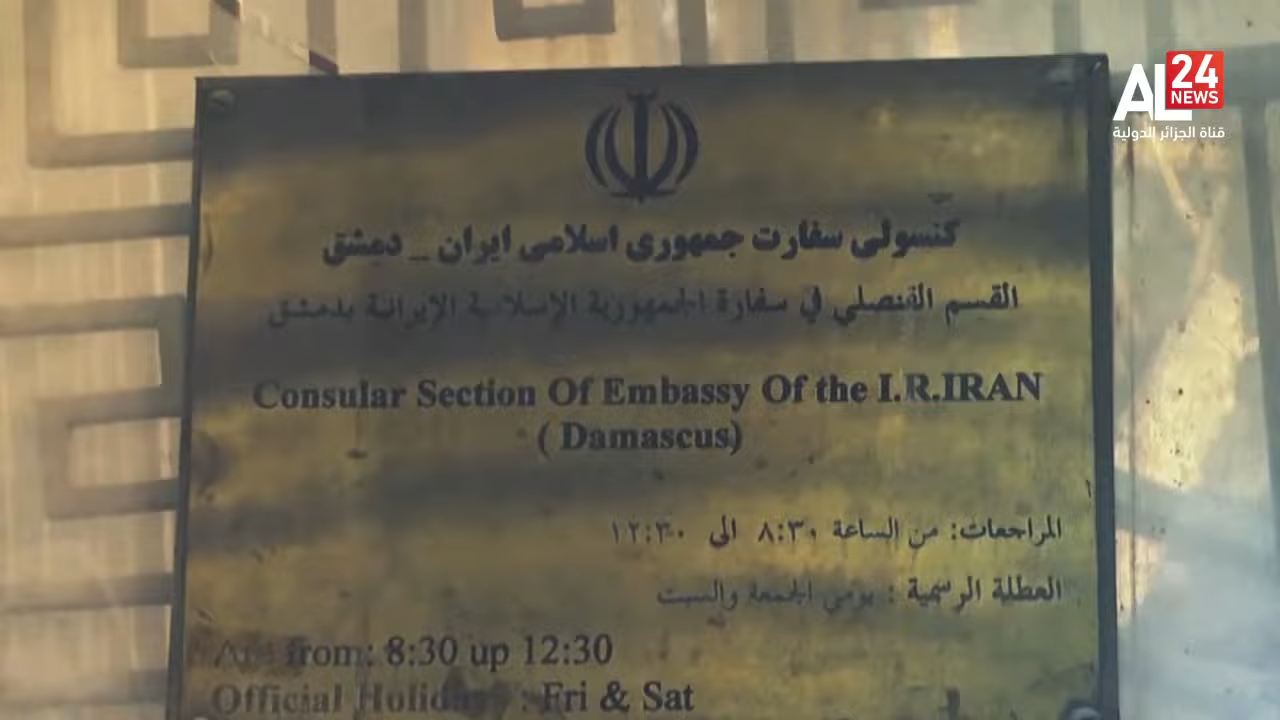 AL
24
NEWS
قناة الجزائر الدولية
کنسولی سفارت جمهوری اسلامی ایران _ دمشق
القسم القنصلي في سفارة الجمهورية الإسلامية الإيرانية بدمشق
Consular Section Of Embassy Of the I.R.IRAN
( Damascus)
المراجعات: من الساعة ٨:٣٠ الى ١٢:٣٠
العطلة الرسمية : يومي الجمعة والسبت
from: 8:30 up 12:30
Official Holidays : Fri & Sat